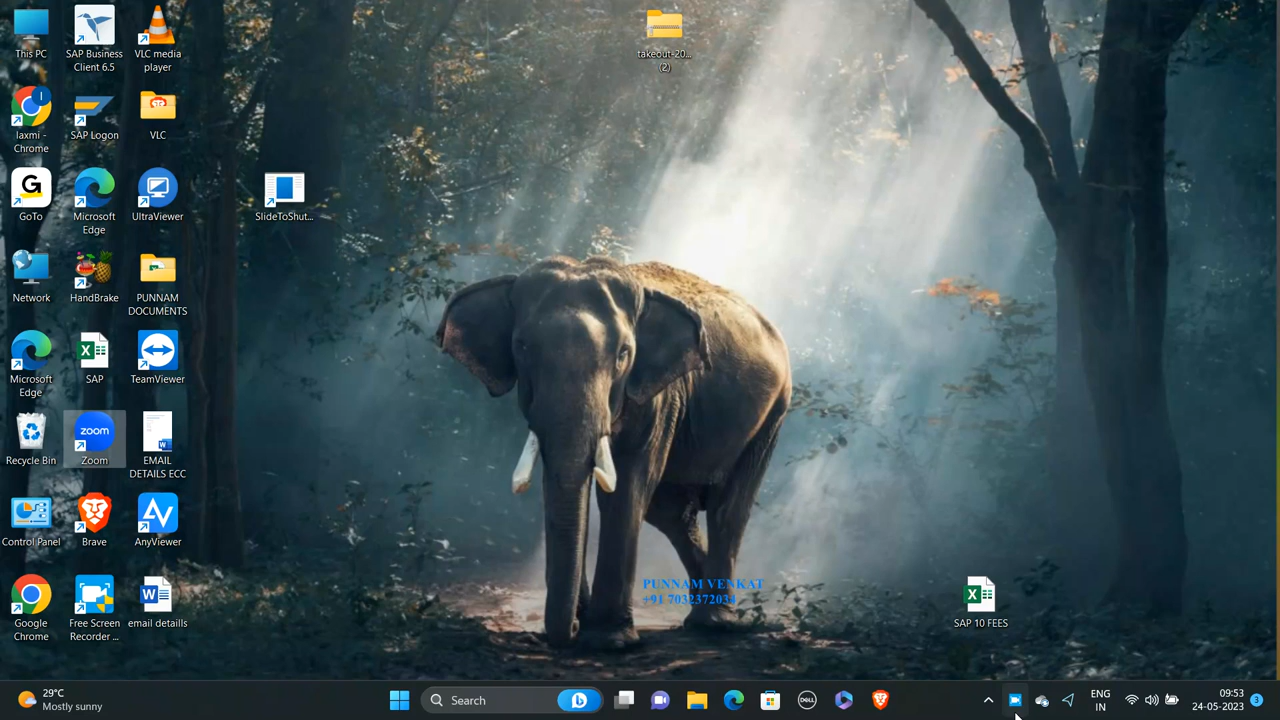 This PC
SAP Business
Client 6.5
VLC media
player
takeout-20...
(2)
laxmi -
Chrome
SAP Logon
VLC
G
GoTo
Microsoft
Edge
UltraViewer
SlideToShut...
Network
HandBrake
PUNNAM
DOCUMENTS
Microsoft
Edge
SAP
TeamViewer
zoom
Recycle Bin
Zoom
EMAIL
DETAILS ECC
Control Panel
Brave
AnyViewer
PUNNAM VENKAT
+91 7032372034
Google
Chrome
Free Screen
Recorder ...
email detaills
SAP 10 FEES
29°C
Mostly sunny
Search
DELL
ENG
IN
09:53
24-05-2023
3